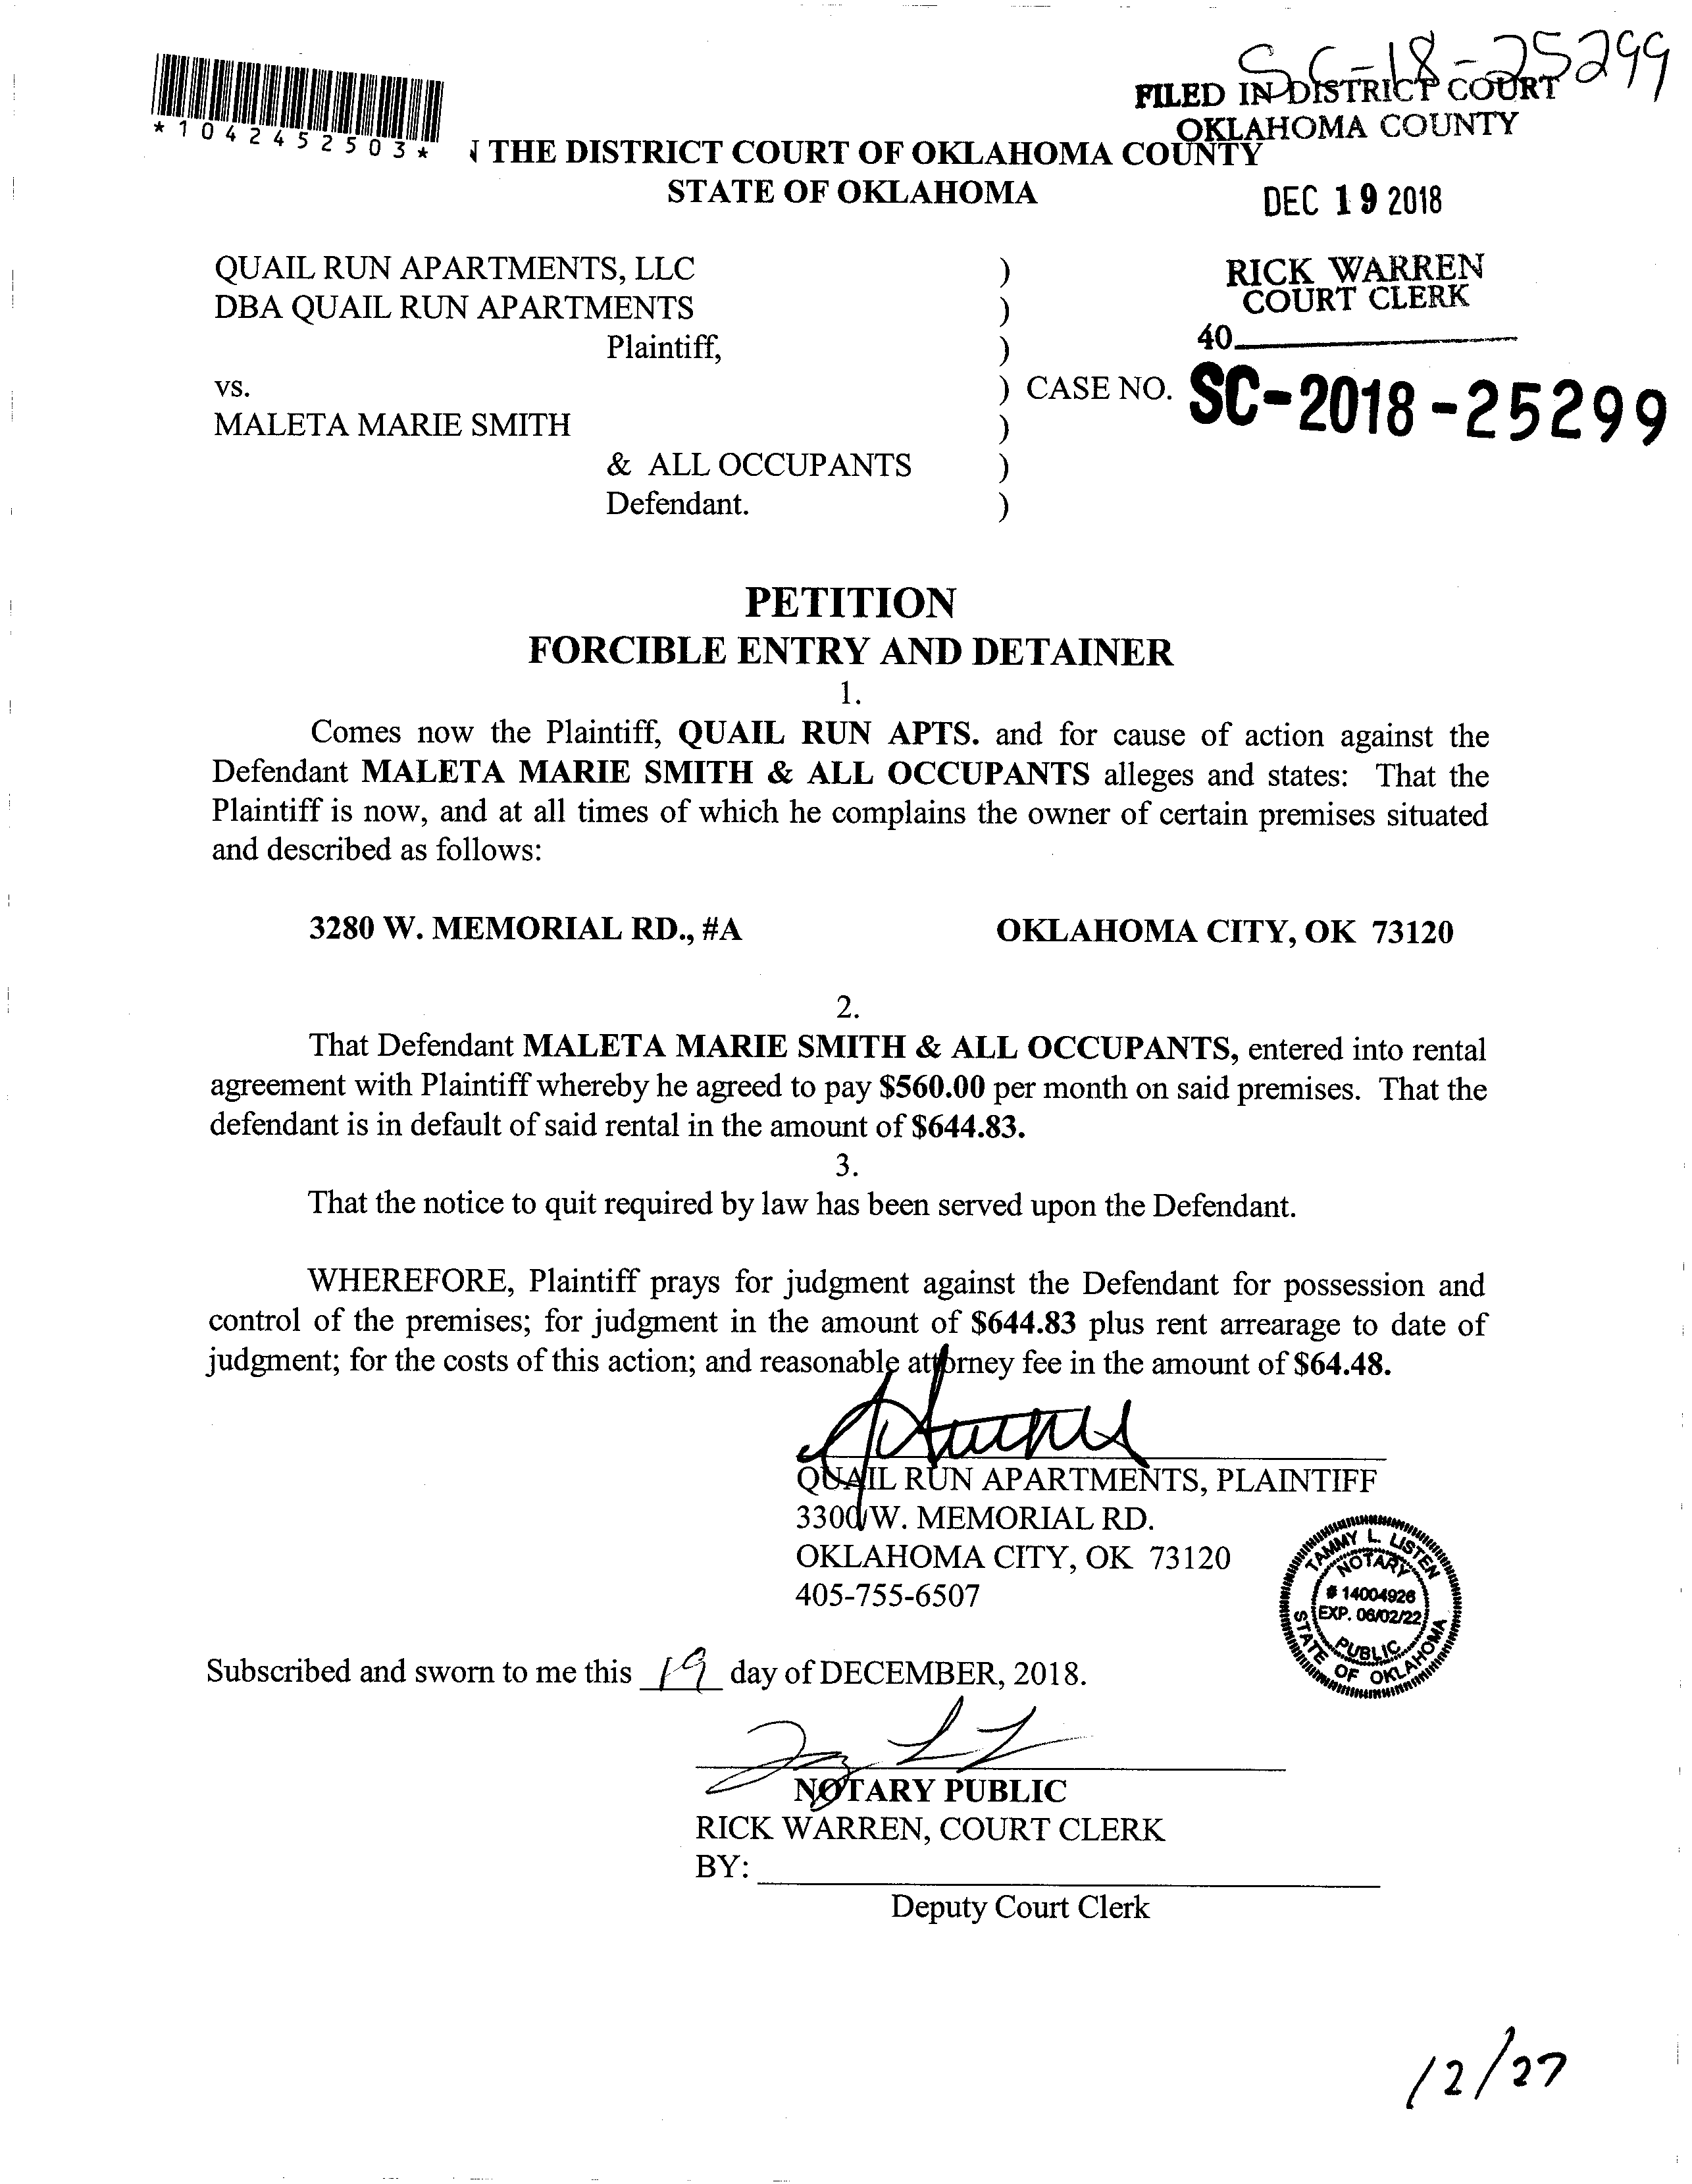 SC-18-25299
FILED IN DISTRICT COURT
OKLAHOMA COUNTY
*1042452503*
N THE DISTRICT COURT OF OKLAHOMA COUNTY
STATE OF OKLAHOMA
DEC 19 2018
QUAIL RUN APARTMENTS, LLC )
DBA QUAIL RUN APARTMENTS )
Plaintiff, )
RICK WARREN
COURT CLERK
40
vs. ) CASE NO. SC-2018-25299
MALETA MARIE SMITH )
& ALL OCCUPANTS )
Defendant. )
PETITION
FORCIBLE ENTRY AND DETAINER
1.
Comes now the Plaintiff, QUAIL RUN APTS. and for cause of action against the
Defendant MALETA MARIE SMITH & ALL OCCUPANTS alleges and states: That the
Plaintiff is now, and at all times of which he complains the owner of certain premises situated
and described as follows:
3280 W. MEMORIAL RD., #A OKLAHOMA CITY, OK 73120
2.
That Defendant MALETA MARIE SMITH & ALL OCCUPANTS, entered into rental
agreement with Plaintiff whereby he agreed to pay $560.00 per month on said premises. That the
defendant is in default of said rental in the amount of $644.83.
3.
That the notice to quit required by law has been served upon the Defendant.
WHEREFORE, Plaintiff prays for judgment against the Defendant for possession and
control of the premises; for judgment in the amount of $644.83 plus rent arrearage to date of
judgment; for the costs of this action; and reasonable attorney fee in the amount of $64.48.
QUAIL RUN APARTMENTS, PLAINTIFF
3300 W. MEMORIAL RD.
OKLAHOMA CITY, OK 73120
405-755-6507
TAMMY L. LISTEN
NOTARY
# 14004926
EXP. 06/02/22
PUBLIC
STATE OF OKLAHOMA
Subscribed and sworn to me this 19 day of DECEMBER, 2018.
NOTARY PUBLIC
RICK WARREN, COURT CLERK
BY:
Deputy Court Clerk
12/27